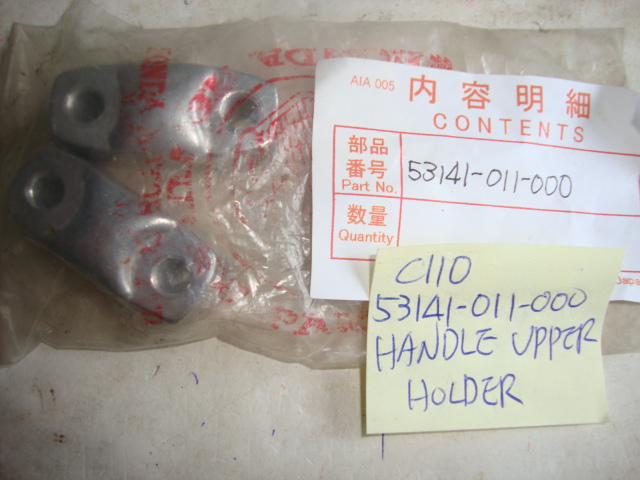 HONDA
AIA 005
内容明細
CONTENTS
部品
番号
Part No.
53141-011-000
数量
Quantity
C110
53141-011-000
HANDLE UPPER
HOLDER